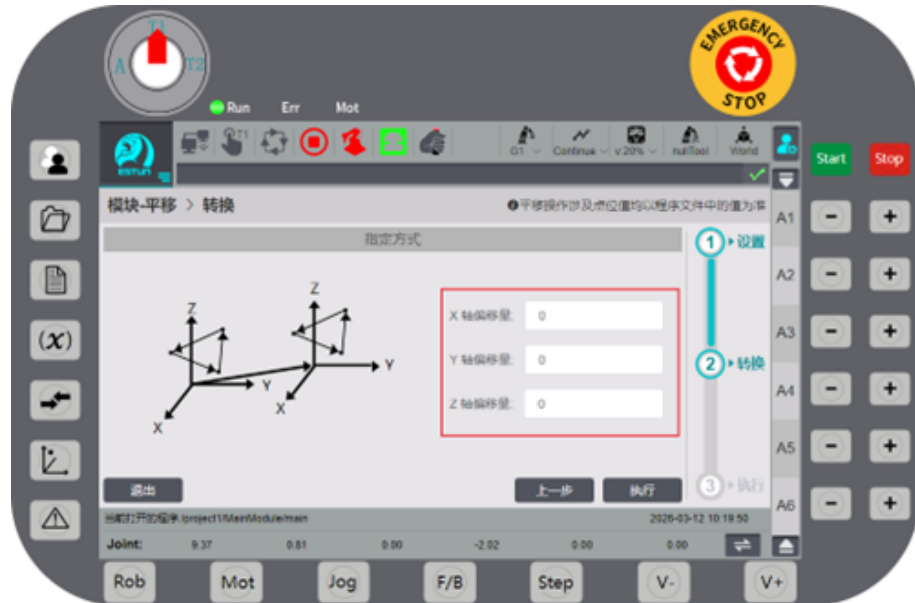 T1
A T2
EMERGENCY
STOP
Run Err Mot
ESTUN
T1
G1 Continue V:20% nullTool World
Start Stop
模块-平移 > 转换
平移操作涉及点位值均以程序文件中的值为准
指定方式
1 设置
2 转换
3 执行
Z
Y
X
Z
Y
X
X 轴偏移量: 0
Y 轴偏移量: 0
Z 轴偏移量: 0
退出 上一步 执行
当前打开的程序:/project1/MainModule/main 2026-03-12 10:19:50
Joint: 9.37 0.81 0.00 -2.02 0.00 0.00
A1 - +
A2 - +
A3 - +
A4 - +
A5 - +
A6 - +
(x)
Rob Mot Jog F/B Step V- V+